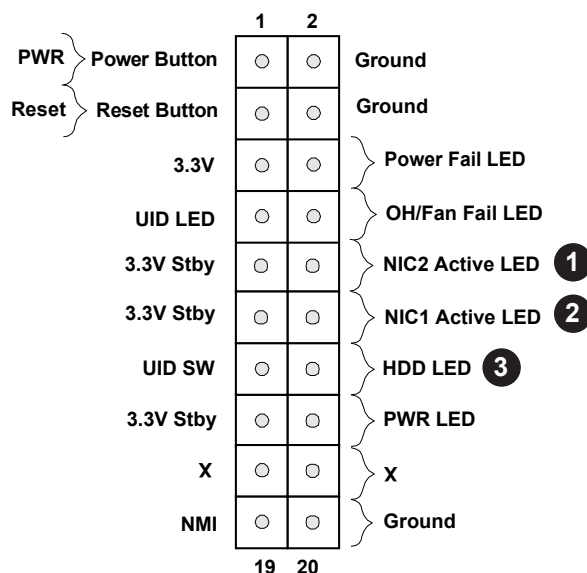 1 2
PWR Power Button Ground
Reset Reset Button Ground
3.3V Power Fail LED
UID LED OH/Fan Fail LED
3.3V Stby NIC2 Active LED 1
3.3V Stby NIC1 Active LED 2
UID SW HDD LED 3
3.3V Stby PWR LED
X X
NMI Ground
19 20